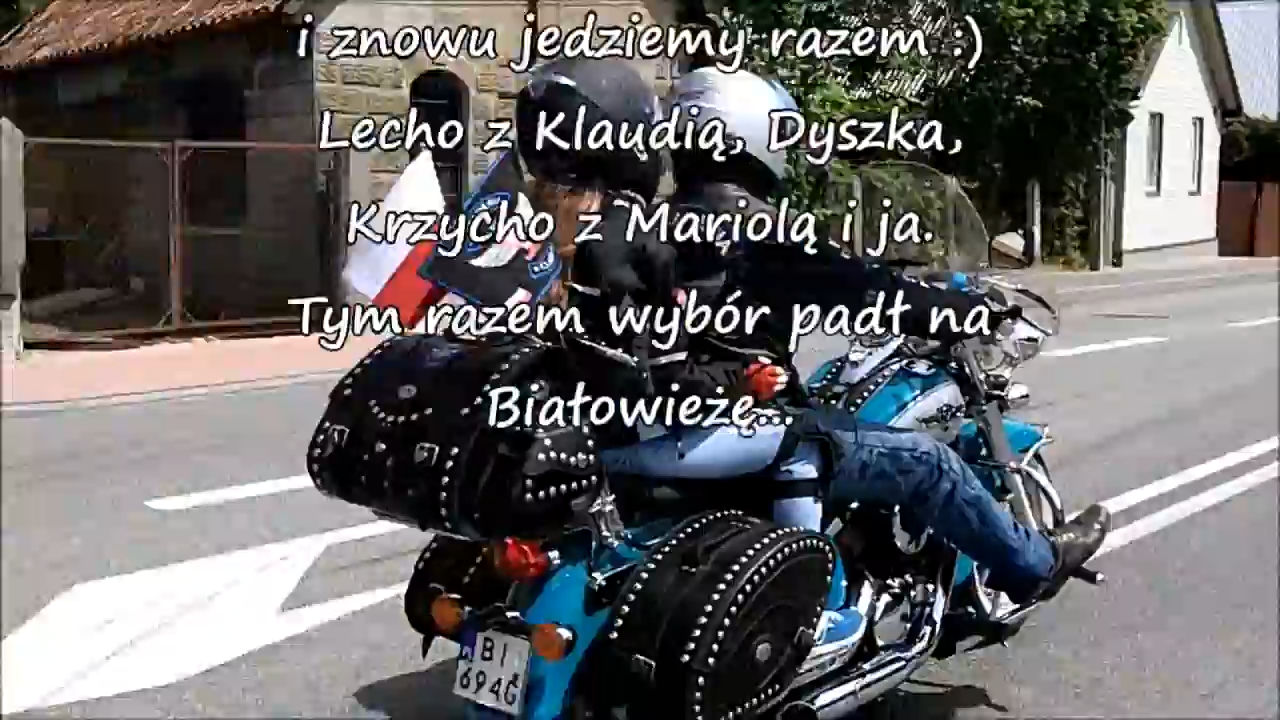 i znowu jedziemy razem :)
Lecho z Klaudią, Dyszka,
Krzycho z Mariolą i ja.
Tym razem wybór padł na
Białowieżę...
BI
694G